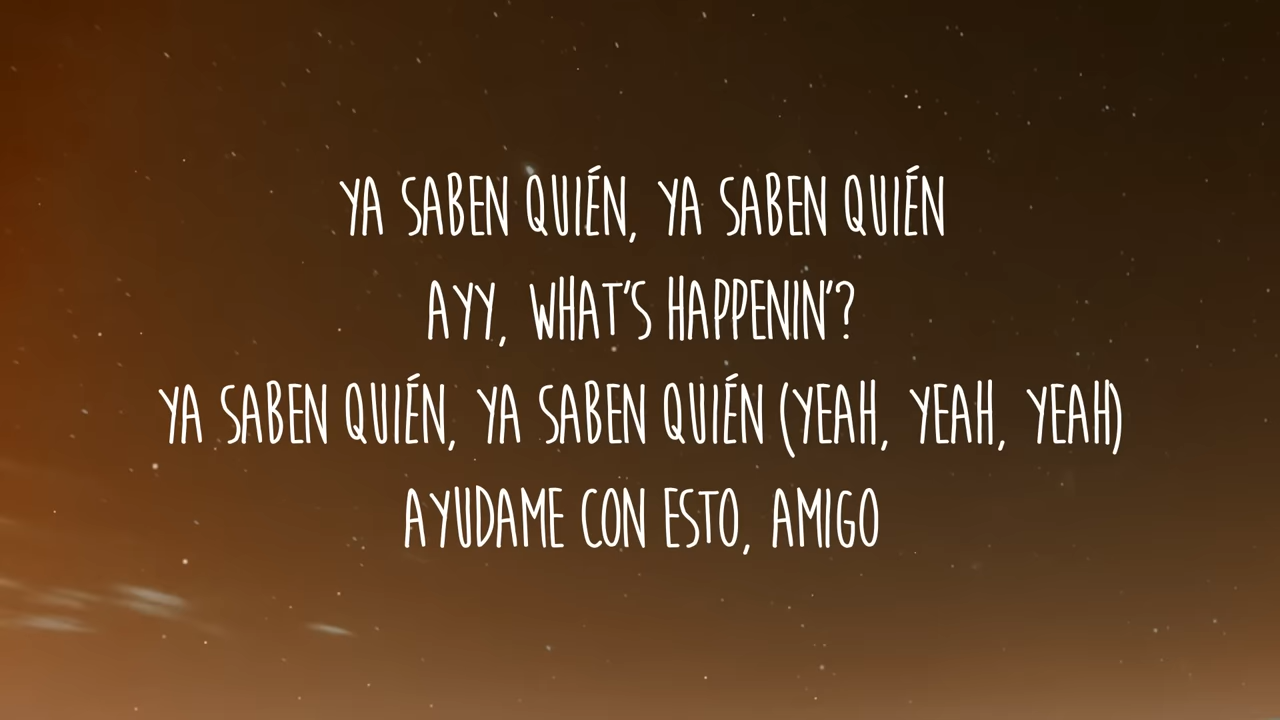 YA SABEN QUIÉN, YA SABEN QUIÉN
AYY, WHAT'S HAPPENIN'?
YA SABEN QUIÉN, YA SABEN QUIÉN (YEAH, YEAH, YEAH)
AYUDAME CON ESTO, AMIGO